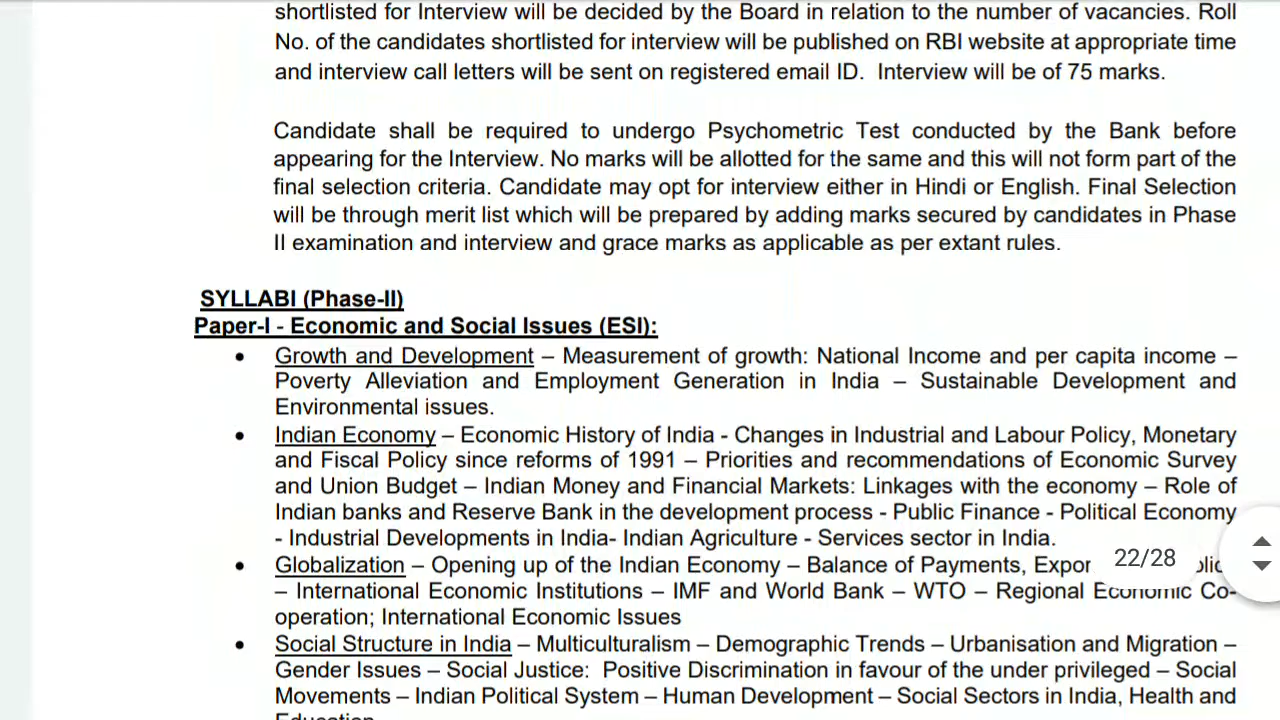 shortlisted for Interview will be decided by the Board in relation to the number of vacancies. Roll
No. of the candidates shortlisted for interview will be published on RBI website at appropriate time
and interview call letters will be sent on registered email ID. Interview will be of 75 marks.
Candidate shall be required to undergo Psychometric Test conducted by the Bank before
appearing for the Interview. No marks will be allotted for the same and this will not form part of the
final selection criteria. Candidate may opt for interview either in Hindi or English. Final Selection
will be through merit list which will be prepared by adding marks secured by candidates in Phase
II examination and interview and grace marks as applicable as per extant rules.
SYLLABI (Phase-II)
Paper-I - Economic and Social Issues (ESI):
• Growth and Development – Measurement of growth: National Income and per capita income –
Poverty Alleviation and Employment Generation in India – Sustainable Development and
Environmental issues.
• Indian Economy – Economic History of India - Changes in Industrial and Labour Policy, Monetary
and Fiscal Policy since reforms of 1991 – Priorities and recommendations of Economic Survey
and Union Budget – Indian Money and Financial Markets: Linkages with the economy – Role of
Indian banks and Reserve Bank in the development process - Public Finance - Political Economy
- Industrial Developments in India- Indian Agriculture - Services sector in India.
• Globalization – Opening up of the Indian Economy – Balance of Payments,
22/28
– International Economic Institutions – IMF and World Bank – WTO – Regional Economic Co-
operation; International Economic Issues
• Social Structure in India – Multiculturalism – Demographic Trends – Urbanisation and Migration –
Gender Issues – Social Justice: Positive Discrimination in favour of the under privileged – Social
Movements – Indian Political System – Human Development – Social Sectors in India, Health and